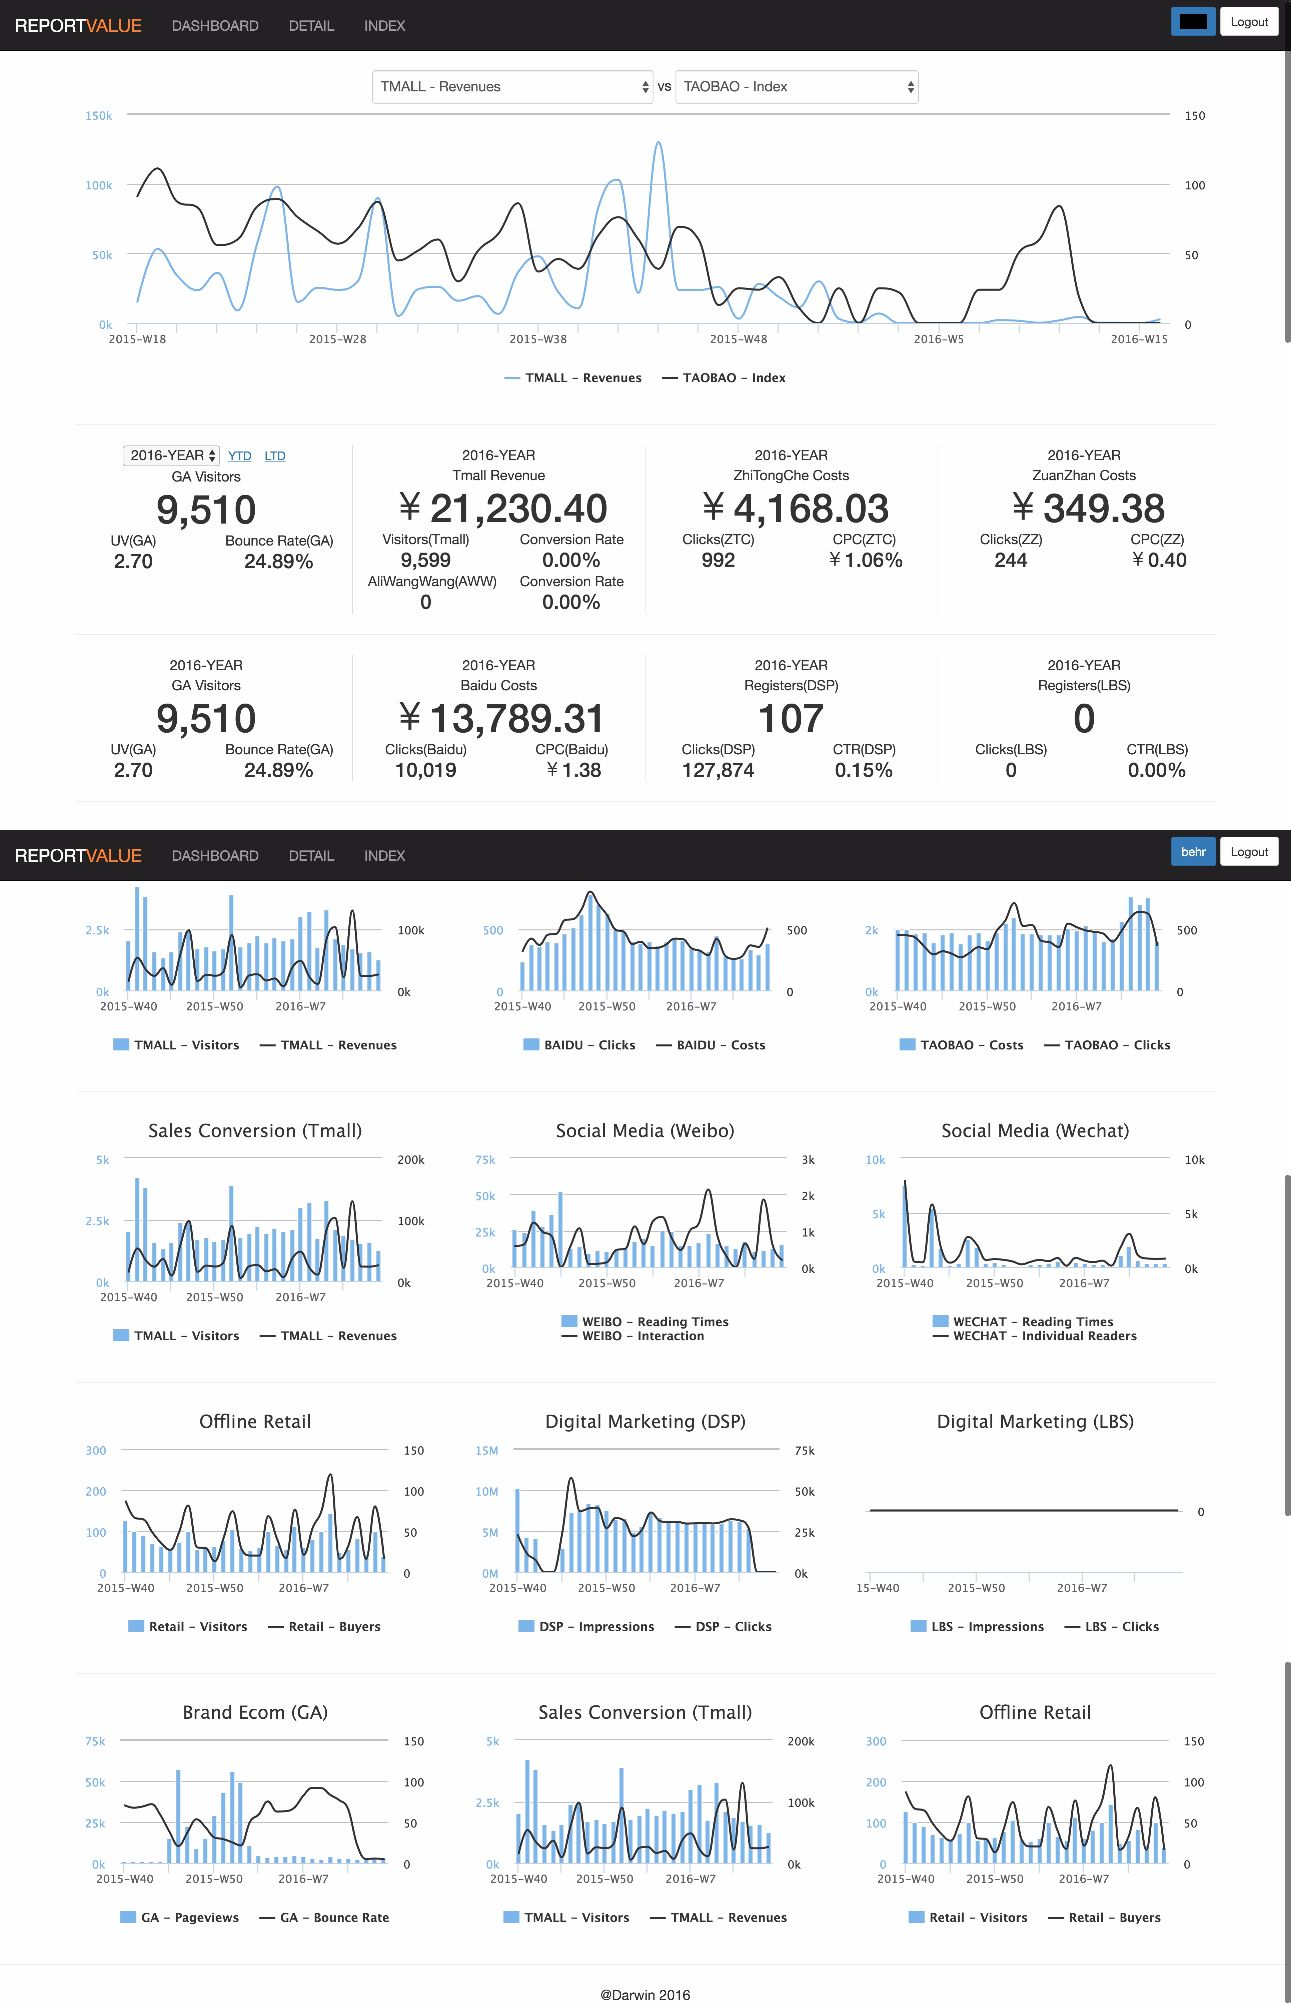 REPORTVALUE DASHBOARD DETAIL INDEX Logout
TMALL - Revenues vs TAOBAO - Index
150k 150
100k 100
50k 50
0k 0
2015-W18 2015-W28 2015-W38 2015-W48 2016-W5 2016-W15
TMALL - Revenues TAOBAO - Index
2016-YEAR YTD LTD 2016-YEAR 2016-YEAR 2016-YEAR
GA Visitors Tmall Revenue ZhiTongChe Costs ZuanZhan Costs
9,510 ¥ 21,230.40 ¥ 4,168.03 ¥ 349.38
UV(GA) Bounce Rate(GA) Visitors(Tmall) Conversion Rate Clicks(ZTC) CPC(ZTC) Clicks(ZZ) CPC(ZZ)
2.70 24.89% 9,599 0.00% 992 ¥ 1.06% 244 ¥ 0.40
AliWangWang(AWW) Conversion Rate
0 0.00%
2016-YEAR 2016-YEAR 2016-YEAR 2016-YEAR
GA Visitors Baidu Costs Registers(DSP) Registers(LBS)
9,510 ¥ 13,789.31 107 0
UV(GA) Bounce Rate(GA) Clicks(Baidu) CPC(Baidu) Clicks(DSP) CTR(DSP) Clicks(LBS) CTR(LBS)
2.70 24.89% 10,019 ¥ 1.38 127,874 0.15% 0 0.00%
REPORTVALUE DASHBOARD DETAIL INDEX behr Logout
2.5k 100k 500 500 2k 500
0k 0k 0 0 0k 0
2015-W40 2015-W50 2016-W7 2015-W40 2015-W50 2016-W7 2015-W40 2015-W50 2016-W7
TMALL - Visitors TMALL - Revenues BAIDU - Clicks BAIDU - Costs TAOBAO - Costs TAOBAO - Clicks
Sales Conversion (Tmall) Social Media (Weibo) Social Media (Wechat)
5k 200k 75k 3k 10k 10k
50k 2k
2.5k 100k 25k 1k 5k 5k
0k 0k 0k 0k 0k 0k
2015-W40 2015-W50 2016-W7 2015-W40 2015-W50 2016-W7 2015-W40 2015-W50 2016-W7
TMALL - Visitors TMALL - Revenues WEIBO - Reading Times WECHAT - Reading Times
WEIBO - Interaction WECHAT - Individual Readers
Offline Retail Digital Marketing (DSP) Digital Marketing (LBS)
300 150 15M 75k
200 100 10M 50k
100 50 5M 25k 0
0 0 0M 0k
2015-W40 2015-W50 2016-W7 2015-W40 2015-W50 2016-W7 15-W40 2015-W50 2016-W7
Retail - Visitors Retail - Buyers DSP - Impressions DSP - Clicks LBS - Impressions LBS - Clicks
Brand Ecom (GA) Sales Conversion (Tmall) Offline Retail
75k 150 5k 200k 300 150
50k 100 200 100
25k 50 2.5k 100k 100 50
0k 0 0k 0k 0 0
2015-W40 2015-W50 2016-W7 2015-W40 2015-W50 2016-W7 2015-W40 2015-W50 2016-W7
GA - Pageviews GA - Bounce Rate TMALL - Visitors TMALL - Revenues Retail - Visitors Retail - Buyers
@Darwin 2016